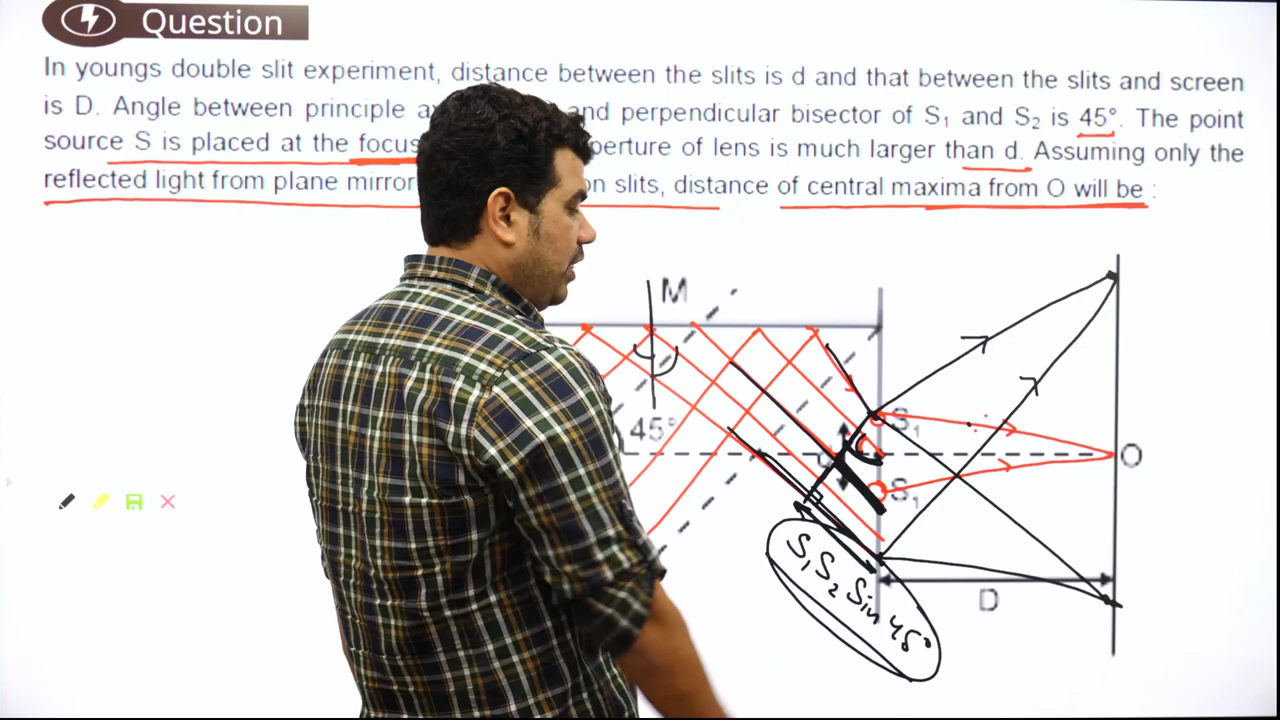 Question
In youngs double slit experiment, distance between the slits is d and that between the slits and screen
is D. Angle between principle and perpendicular bisector of S₁ and S₂ is 45°. The point
source S is placed at the focus of lens is much larger than d. Assuming only the
reflected light from plane mirror slits, distance of central maxima from O will be :
M
45°
S₁
d
O
S₁
D
S₁S₂ Sin 45°